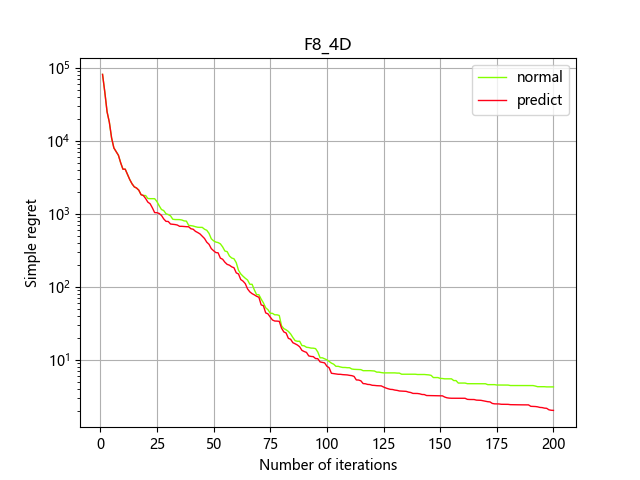 F8_4D
normal
predict
Simple regret
10^5
10^4
10^3
10^2
10^1
0 25 50 75 100 125 150 175 200
Number of iterations